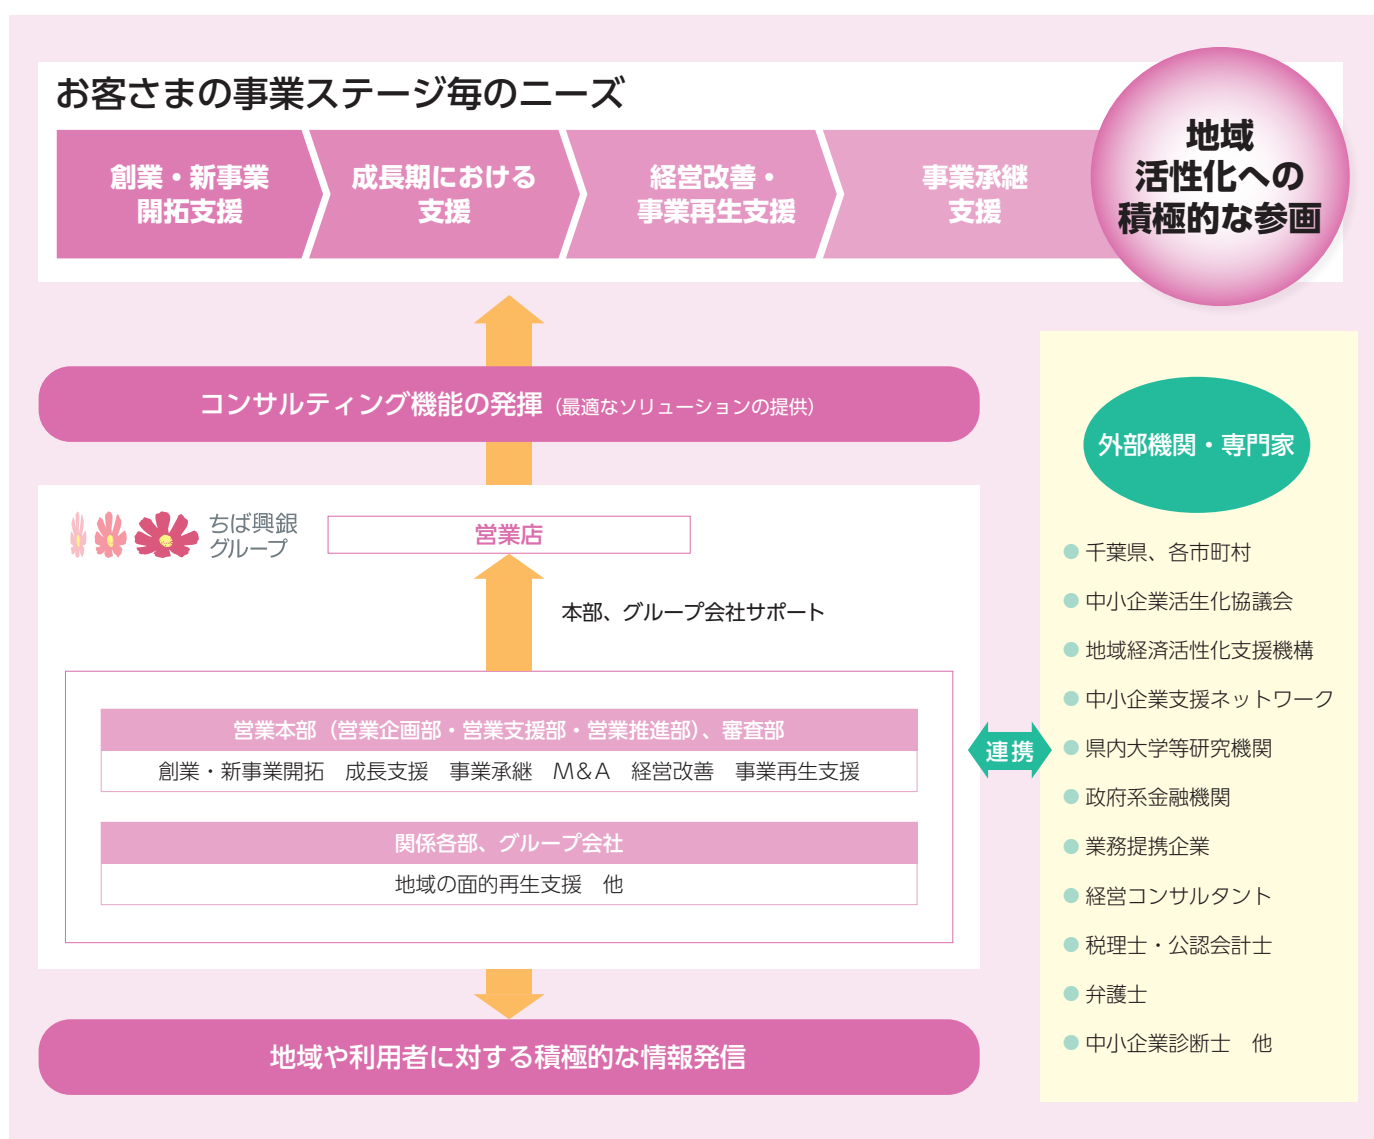 お客さまの事業ステージ毎のニーズ
創業・新事業
開拓支援
成長期における
支援
経営改善・
事業再生支援
事業承継
支援
地域
活性化への
積極的な参画
コンサルティング機能の発揮（最適なソリューションの提供）
ちば興銀
グループ
営業店
本部、グループ会社サポート
営業本部（営業企画部・営業支援部・営業推進部）、審査部
創業・新事業開拓　成長支援　事業承継　M＆A　経営改善　事業再生支援
関係各部、グループ会社
地域の面的再生支援　他
地域や利用者に対する積極的な情報発信
連携
外部機関・専門家
● 千葉県、各市町村
● 中小企業活生化協議会
● 地域経済活性化支援機構
● 中小企業支援ネットワーク
● 県内大学等研究機関
● 政府系金融機関
● 業務提携企業
● 経営コンサルタント
● 税理士・公認会計士
● 弁護士
● 中小企業診断士　他